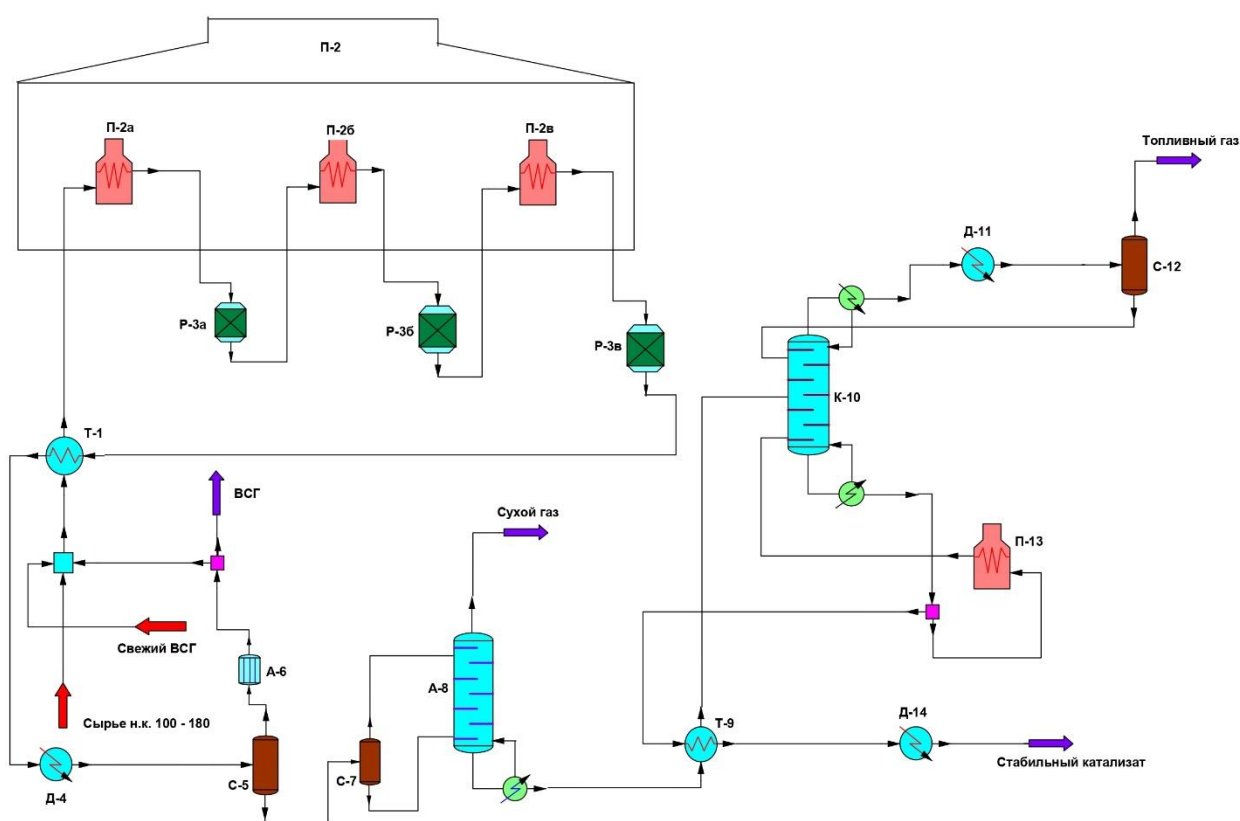 П-2
П-2а
П-2б
П-2в
Топливный газ
Д-11
С-12
Р-3а
Р-3б
Р-3в
К-10
Т-1
ВСГ
Сухой газ
П-13
Свежий ВСГ
А-6
А-8
Сырье н.к. 100 - 180
Т-9
Д-14
С-5
С-7
Стабильный катализат
Д-4